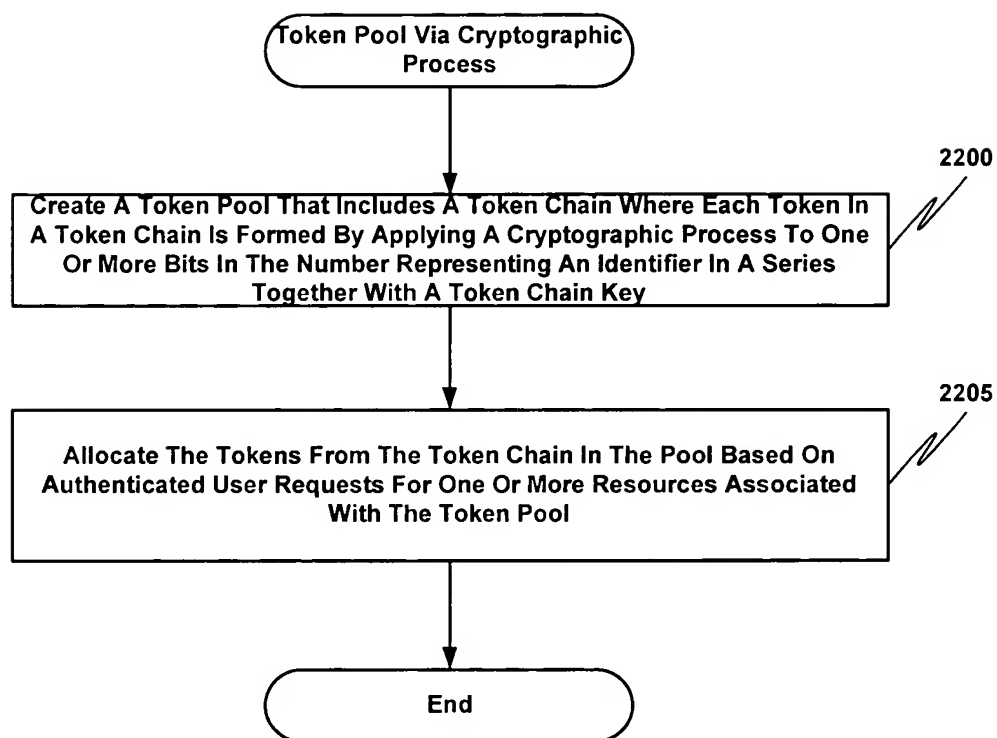 Token Pool Via Cryptographic
Process
2200
Create A Token Pool That Includes A Token Chain Where Each Token In
A Token Chain Is Formed By Applying A Cryptographic Process To One
Or More Bits In The Number Representing An Identifier In A Series
Together With A Token Chain Key
2205
Allocate The Tokens From The Token Chain In The Pool Based On
Authenticated User Requests For One Or More Resources Associated
With The Token Pool
End